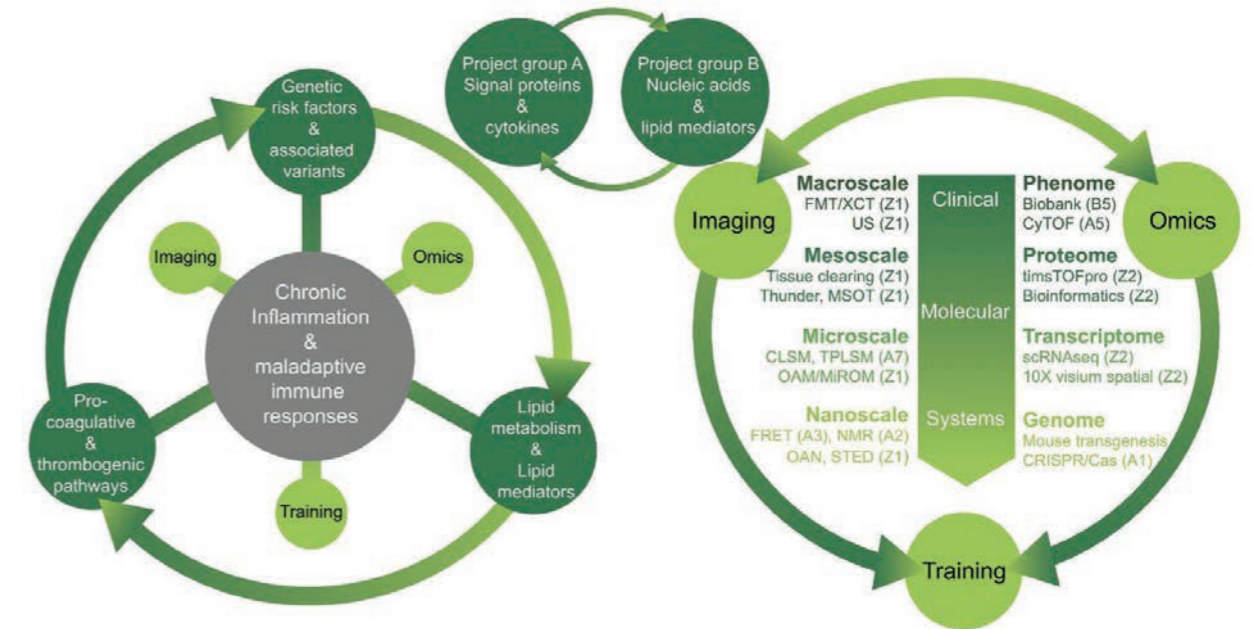 Genetic
risk factors
&
associated
variants
Imaging
Omics
Chronic
Inflammation
&
maladaptive
immune
responses
Pro-
coagulative
&
thrombogenic
pathways
Lipid
metabolism
&
Lipid
mediators
Training
Project group A
Signal proteins
&
cytokines
Project group B
Nucleic acids
&
lipid mediators
Imaging
Macroscale
FMT/XCT (Z1)
US (Z1)
Mesoscale
Tissue clearing (Z1)
Thunder, MSOT (Z1)
Microscale
CLSM, TPLSM (A7)
OAM/MiROM (Z1)
Nanoscale
FRET (A3), NMR (A2)
OAN, STED (Z1)
Clinical
Molecular
Systems
Phenome
Biobank (B5)
CyTOF (A5)
Proteome
timsTOFpro (Z2)
Bioinformatics (Z2)
Transcriptome
scRNAseq (Z2)
10X visium spatial (Z2)
Genome
Mouse transgenesis
CRISPR/Cas (A1)
Omics
Training